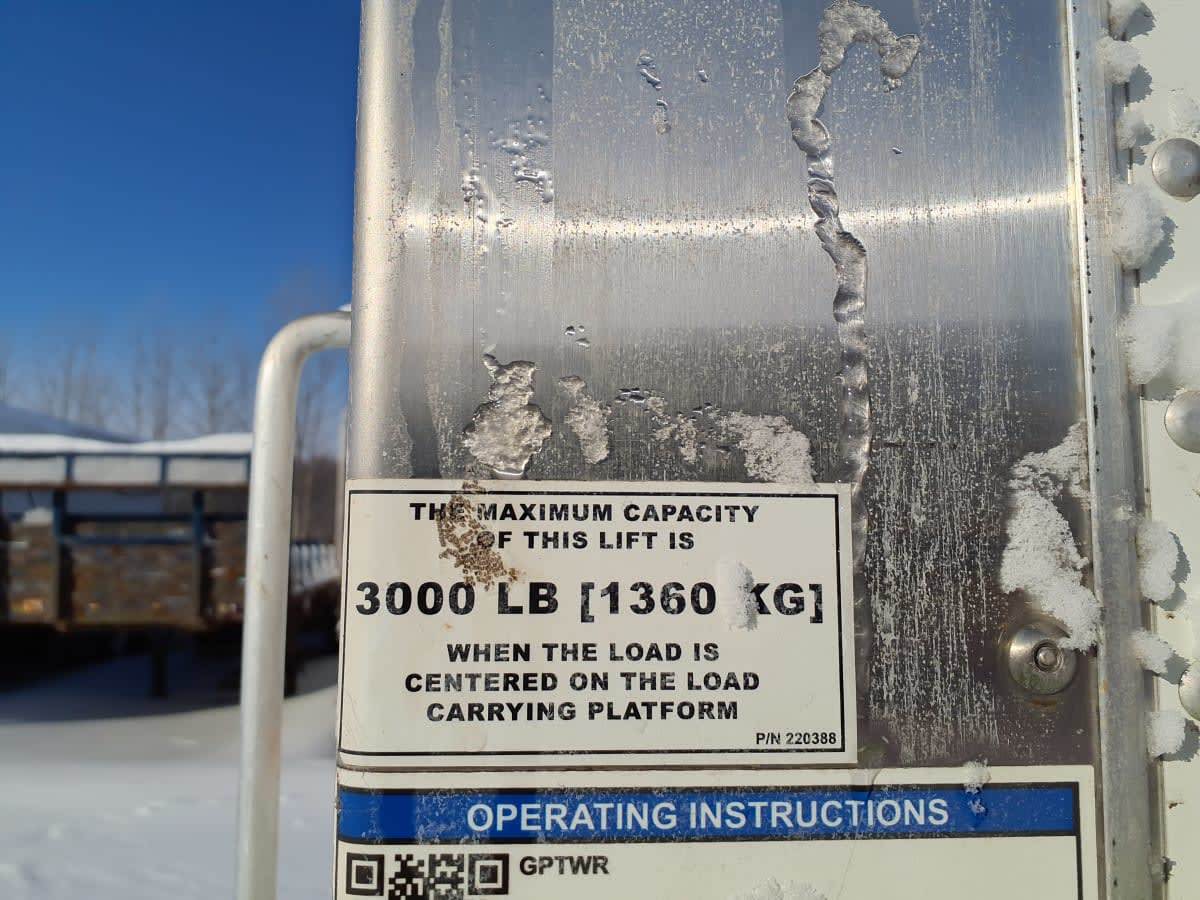 THE MAXIMUM CAPACITY
OF THIS LIFT IS
3000 LB [1360 KG]
WHEN THE LOAD IS
CENTERED ON THE LOAD
CARRYING PLATFORM
P/N 220388
OPERATING INSTRUCTIONS
GPTWR